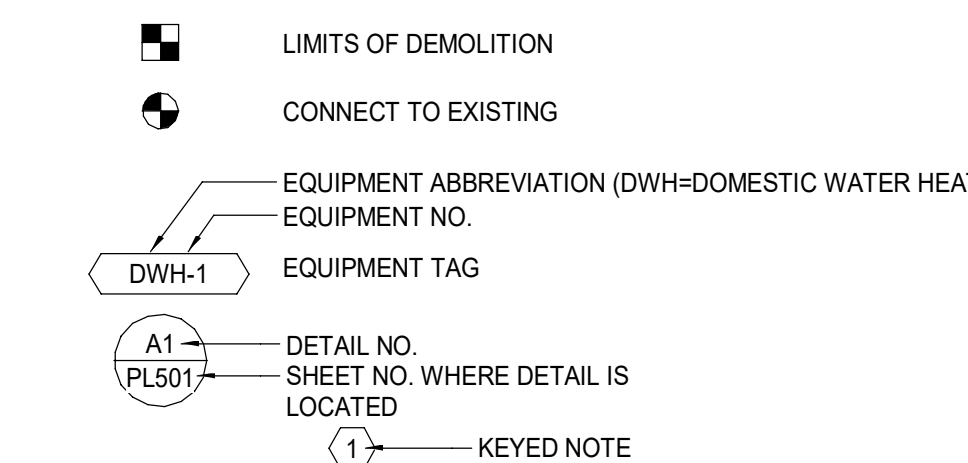 LIMITS OF DEMOLITION
CONNECT TO EXISTING
EQUIPMENT ABBREVIATION (DWH=DOMESTIC WATER
EQUIPMENT NO.
DWH-1
EQUIPMENT TAG
A1
DETAIL NO.
PL501
SHEET NO. WHERE DETAIL IS
LOCATED
1
KEYED NOTE